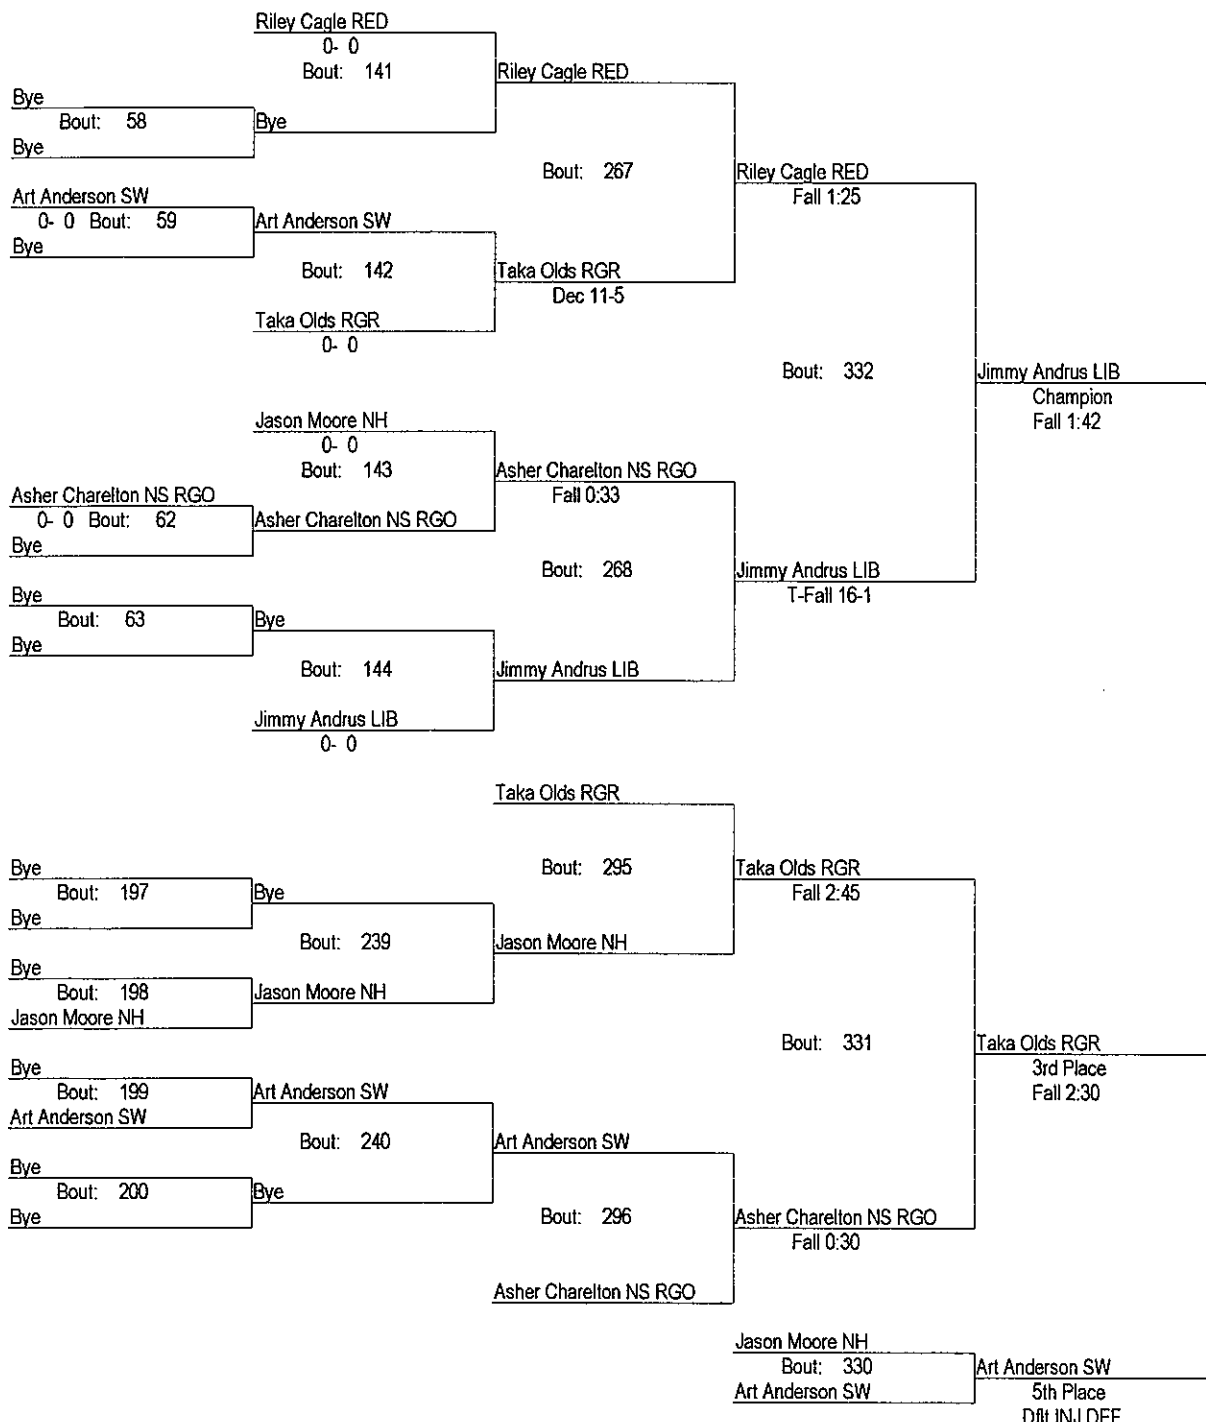 Riley Cagle RED
0- 0
Bout: 141
Riley Cagle RED
Bye
Bout: 58
Bye
Bye
Bout: 267
Riley Cagle RED
Fall 1:25
Art Anderson SW
0- 0 Bout: 59
Art Anderson SW
Bye
Bout: 142
Taka Olds RGR
Dec 11-5
Taka Olds RGR
0- 0
Bout: 332
Jimmy Andrus LIB
Champion
Fall 1:42
Jason Moore NH
0- 0
Bout: 143
Asher Charelton NS RGO
Fall 0:33
Asher Charelton NS RGO
0- 0 Bout: 62
Asher Charelton NS RGO
Bye
Bout: 268
Jimmy Andrus LIB
T-Fall 16-1
Bye
Bout: 63
Bye
Bye
Bout: 144
Jimmy Andrus LIB
Jimmy Andrus LIB
0- 0
Taka Olds RGR
Bout: 295
Taka Olds RGR
Fall 2:45
Bye
Bout: 197
Bye
Bye
Bout: 239
Jason Moore NH
Bye
Bout: 198
Jason Moore NH
Jason Moore NH
Bout: 331
Taka Olds RGR
3rd Place
Fall 2:30
Bye
Bout: 199
Art Anderson SW
Art Anderson SW
Bout: 240
Art Anderson SW
Bye
Bout: 200
Bye
Bye
Bout: 296
Asher Charelton NS RGO
Fall 0:30
Asher Charelton NS RGO
Jason Moore NH
Bout: 330
Art Anderson SW
Art Anderson SW
5th Place
Dflt INJ DEF